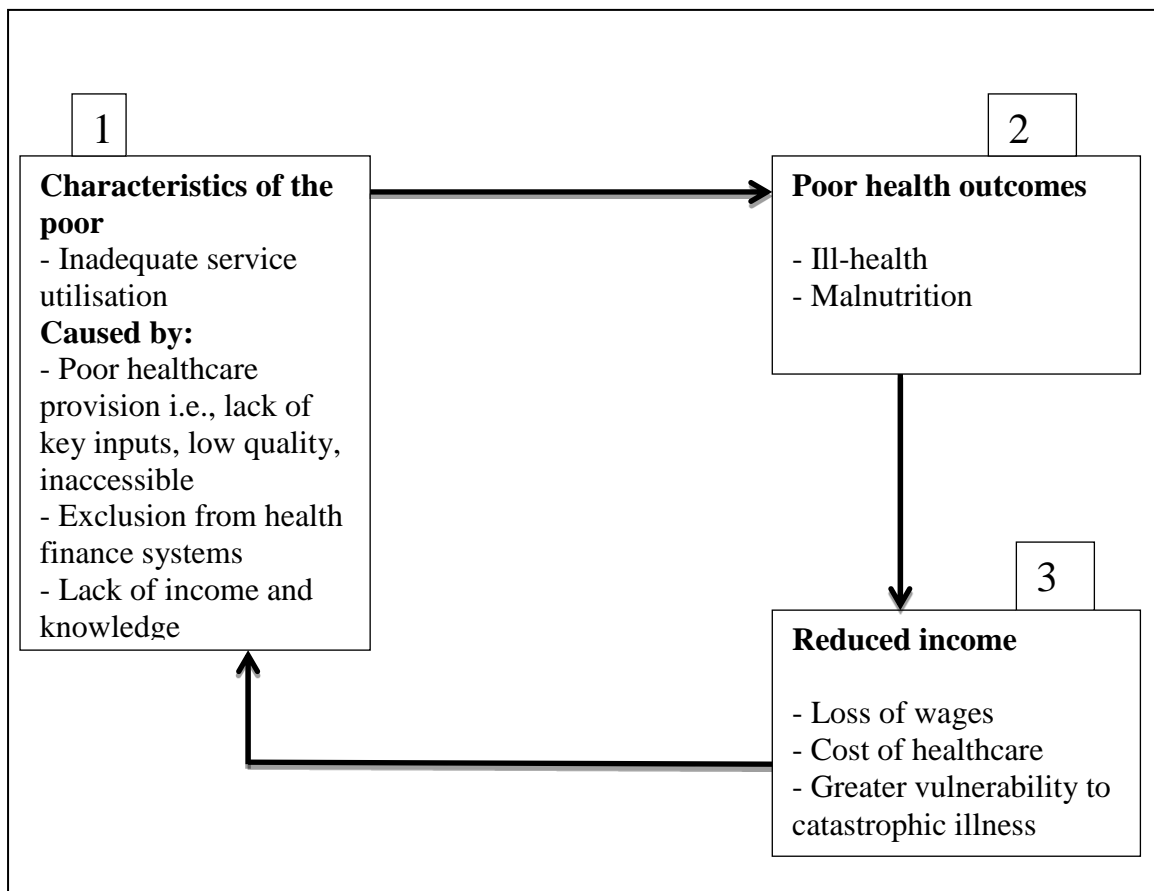 1
Characteristics of the
poor
- Inadequate service
utilisation
Caused by:
- Poor healthcare
provision i.e., lack of
key inputs, low quality,
inaccessible
- Exclusion from health
finance systems
- Lack of income and
knowledge
2
Poor health outcomes
- Ill-health
- Malnutrition
3
Reduced income
- Loss of wages
- Cost of healthcare
- Greater vulnerability to
catastrophic illness